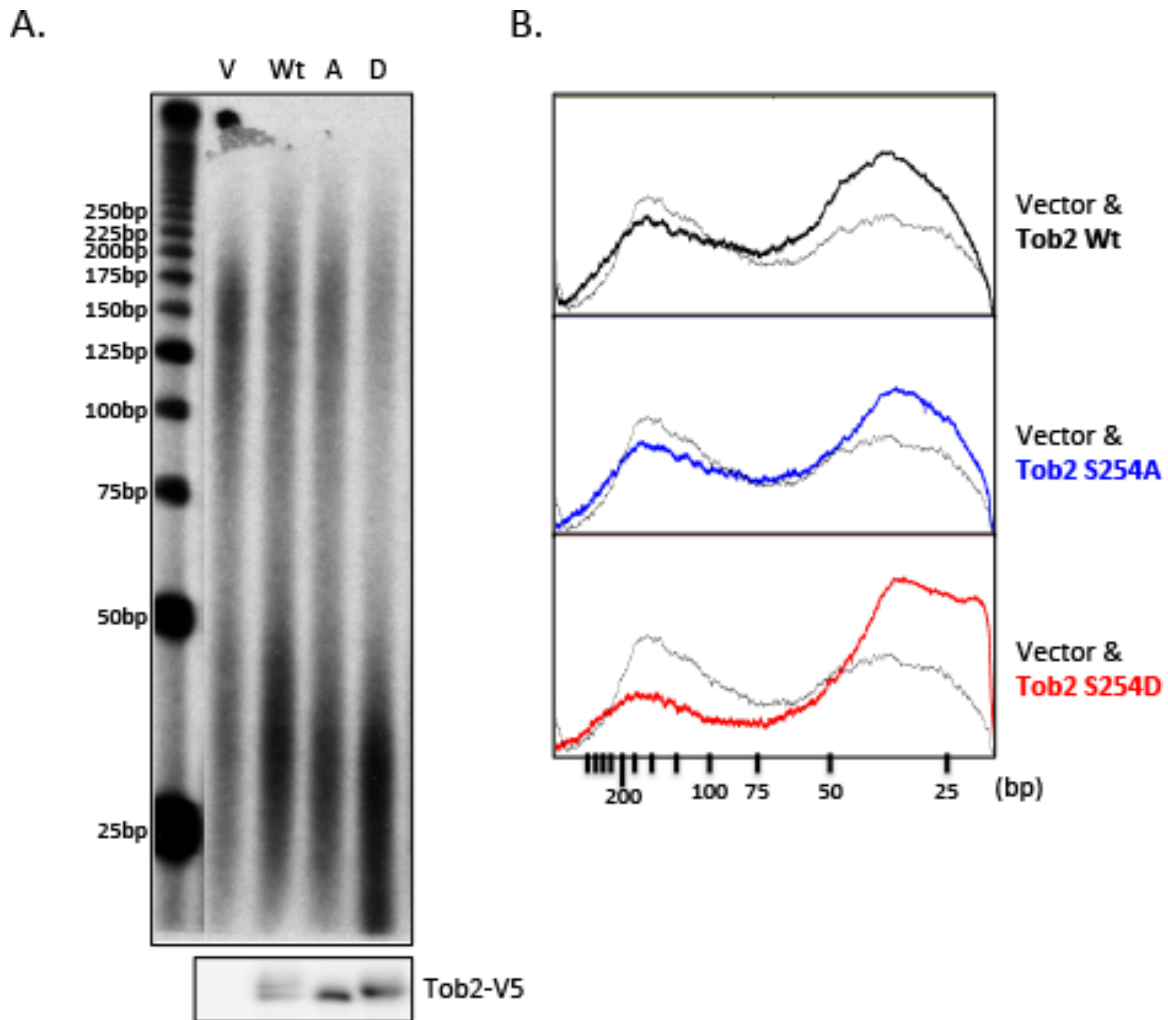 A.
V Wt A D
250bp
225bp
200bp
175bp
150bp
125bp
100bp
75bp
50bp
25bp
Tob2-V5
B.
Vector &
Tob2 Wt
Vector &
Tob2 S254A
Vector &
Tob2 S254D
200 100 75 50 25 (bp)